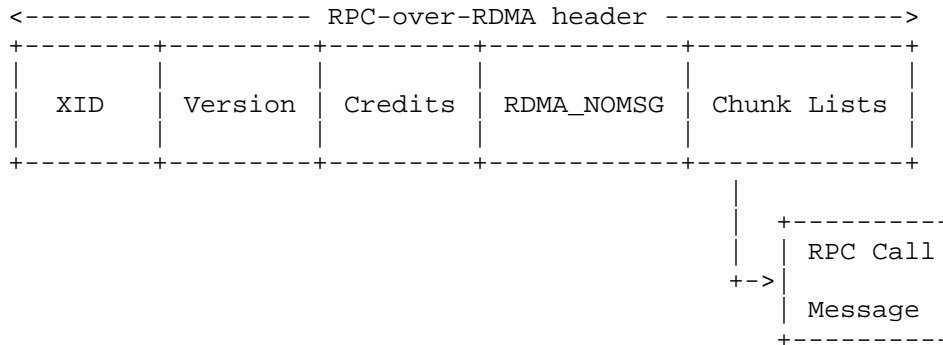 <------------------ RPC-over-RDMA header --------------->
XID Version Credits RDMA_NOMSG Chunk Lists
RPC Call
Message